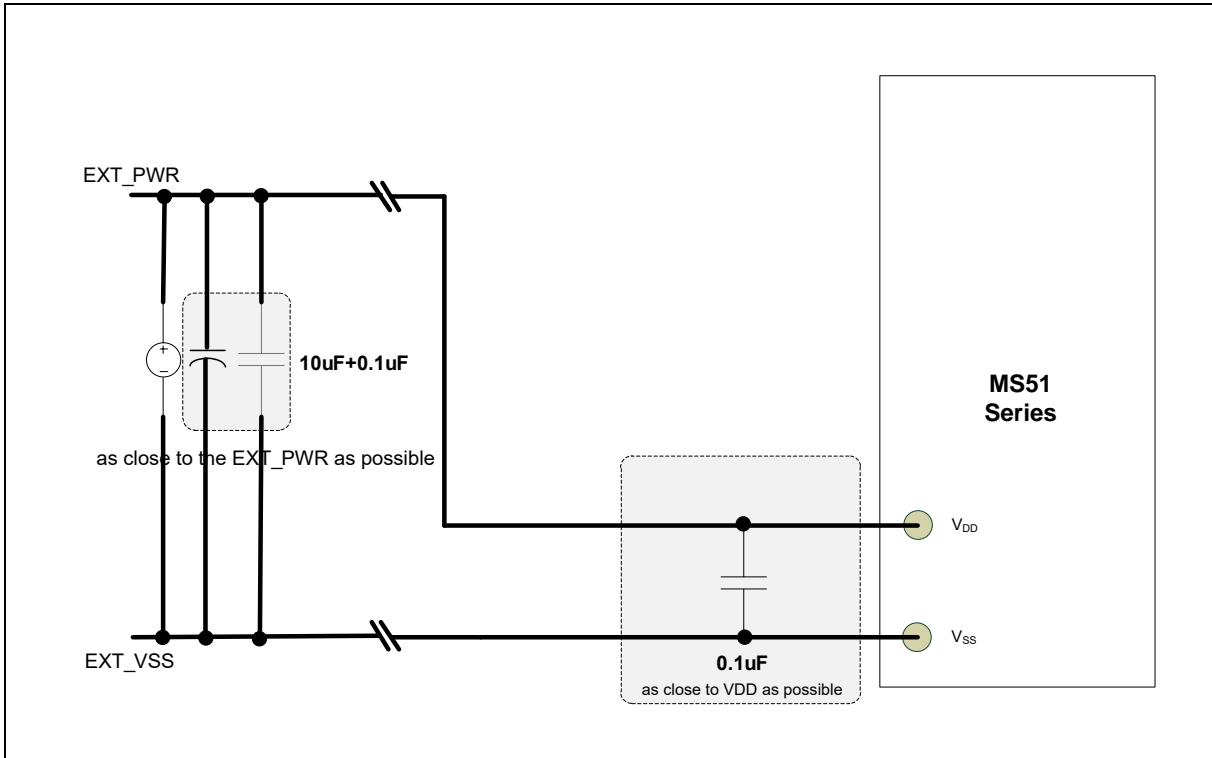 EXT_PWR
+
–
10uF+0.1uF
as close to the EXT_PWR as possible
MS51
Series
VDD
VSS
EXT_VSS
0.1uF
as close to VDD as possible